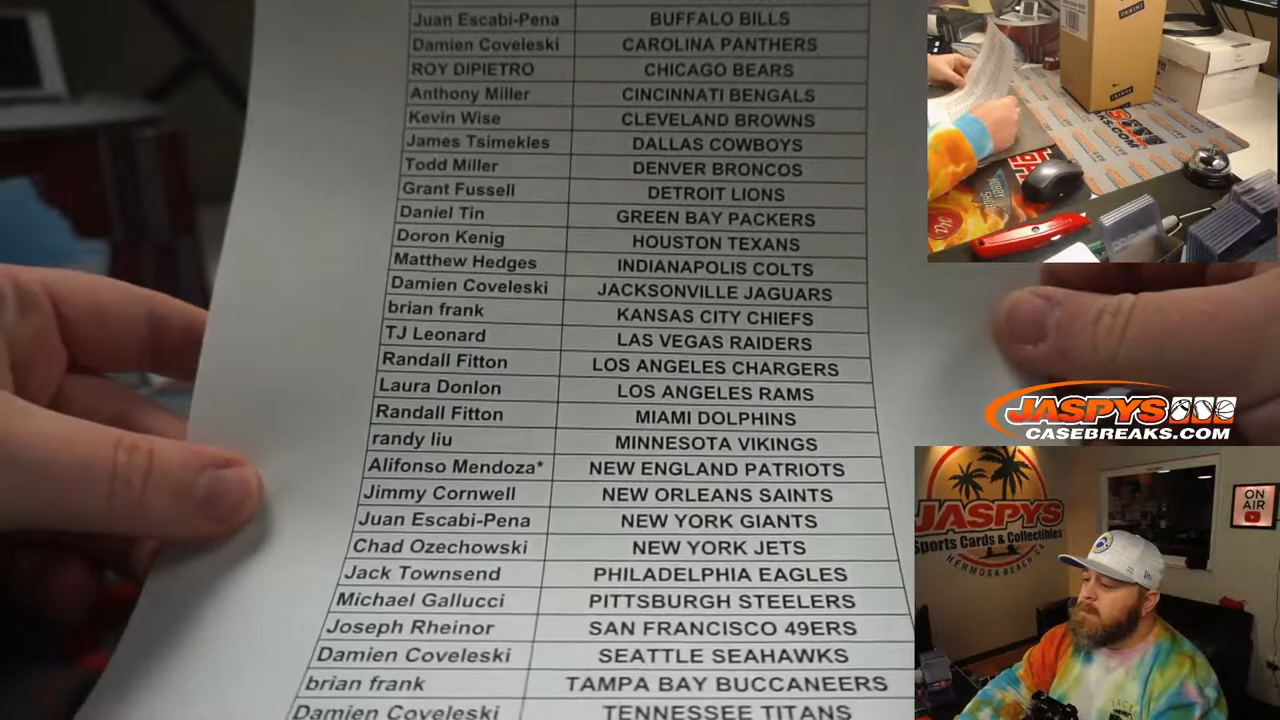 Juan Escabi-Pena BUFFALO BILLS
Damien Coveleski CAROLINA PANTHERS
ROY DIPIETRO CHICAGO BEARS
Anthony Miller CINCINNATI BENGALS
Kevin Wise CLEVELAND BROWNS
James Tsimekles DALLAS COWBOYS
Todd Miller DENVER BRONCOS
Grant Fussell DETROIT LIONS
Daniel Tin GREEN BAY PACKERS
Doron Kenig HOUSTON TEXANS
Matthew Hedges INDIANAPOLIS COLTS
Damien Coveleski JACKSONVILLE JAGUARS
brian frank KANSAS CITY CHIEFS
TJ Leonard LAS VEGAS RAIDERS
Randall Fitton LOS ANGELES CHARGERS
Laura Donlon LOS ANGELES RAMS
Randall Fitton MIAMI DOLPHINS
randy liu MINNESOTA VIKINGS
Alifonso Mendoza* NEW ENGLAND PATRIOTS
Jimmy Cornwell NEW ORLEANS SAINTS
Juan Escabi-Pena NEW YORK GIANTS
Chad Ozechowski NEW YORK JETS
Jack Townsend PHILADELPHIA EAGLES
Michael Gallucci PITTSBURGH STEELERS
Joseph Rheinor SAN FRANCISCO 49ERS
Damien Coveleski SEATTLE SEAHAWKS
brian frank TAMPA BAY BUCCANEERS
Damien Coveleski TENNESSEE TITANS
PANINI
HOBBY
SHOP
JASPYS
CASEBREAKS.COM
JASPYS
Sports Cards & Collectibles
HERMOSA BEACH, CA
ON
AIR